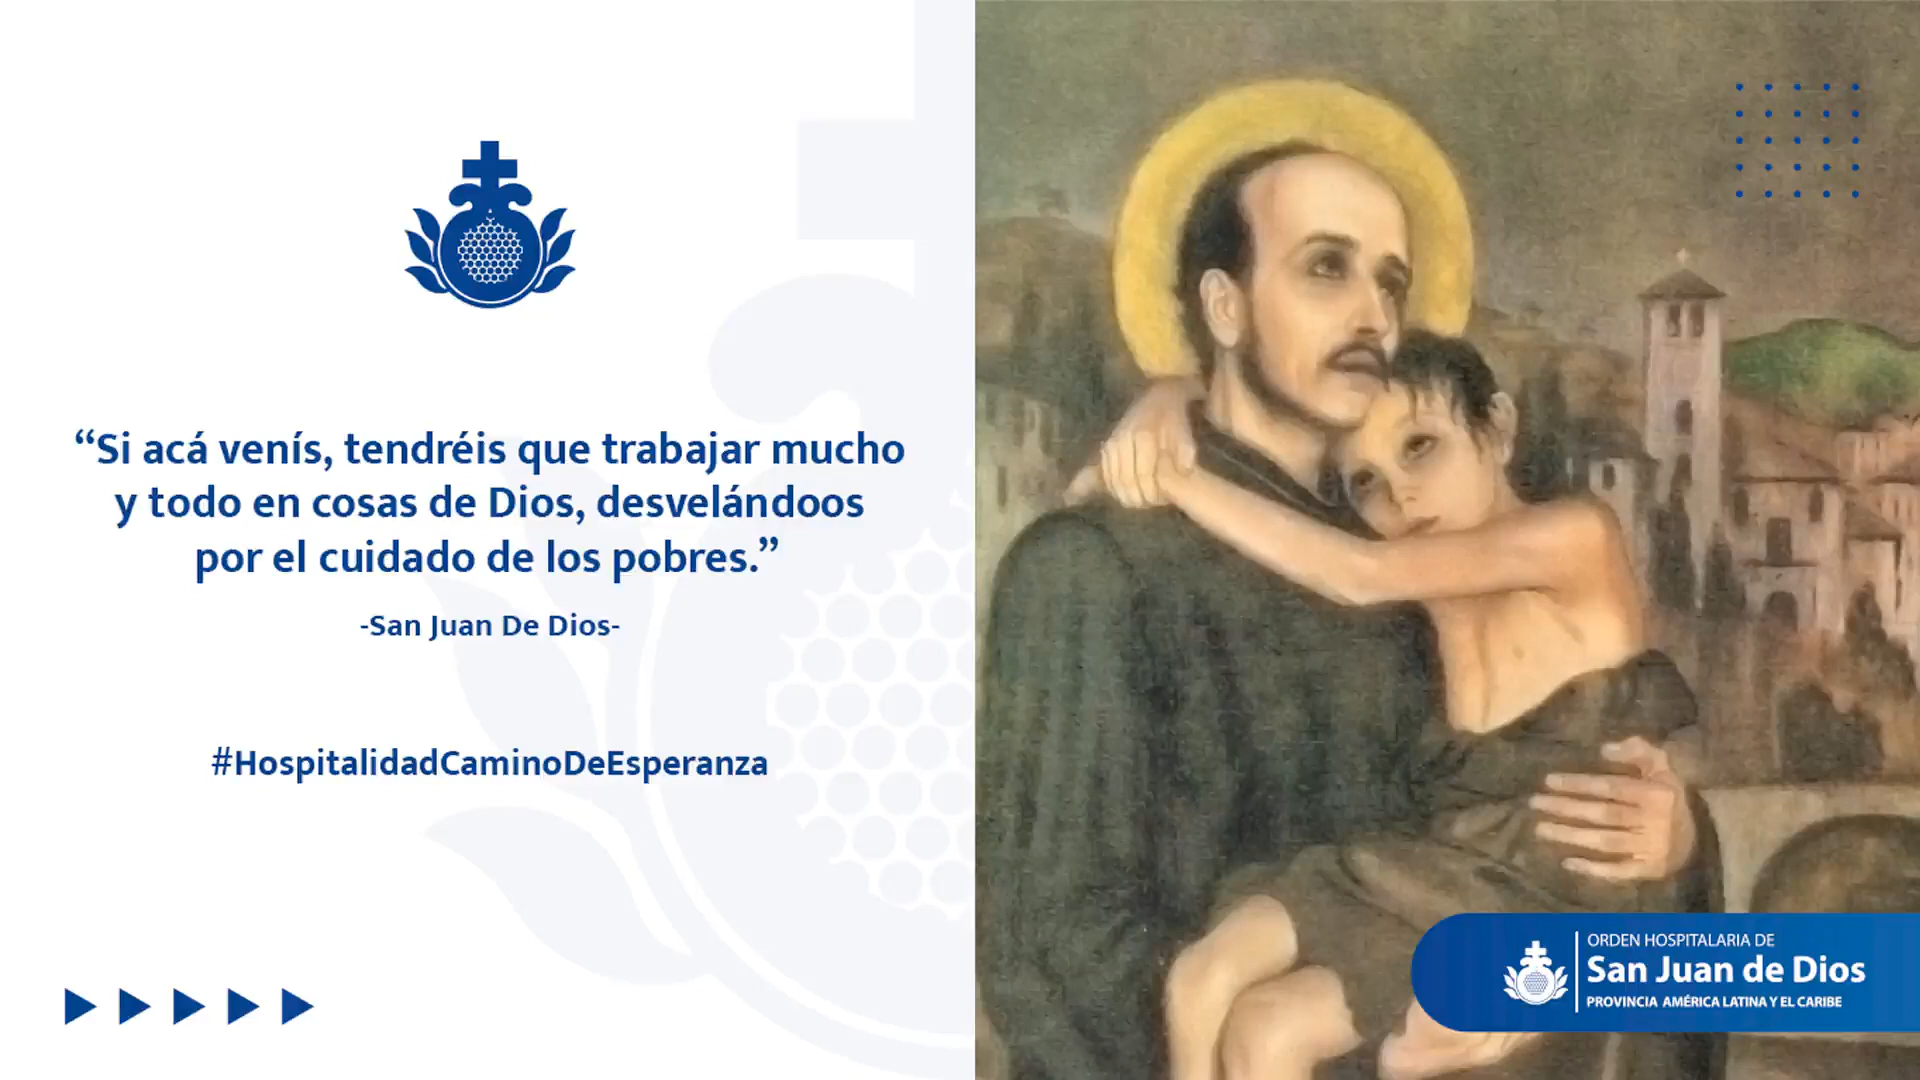 “Si acá venís, tendréis que trabajar mucho
y todo en cosas de Dios, desvelándoos
por el cuidado de los pobres.”
-San Juan De Dios-
#HospitalidadCaminoDeEsperanza
ORDEN HOSPITALARIA DE
San Juan de Dios
PROVINCIA AMÉRICA LATINA Y EL CARIBE